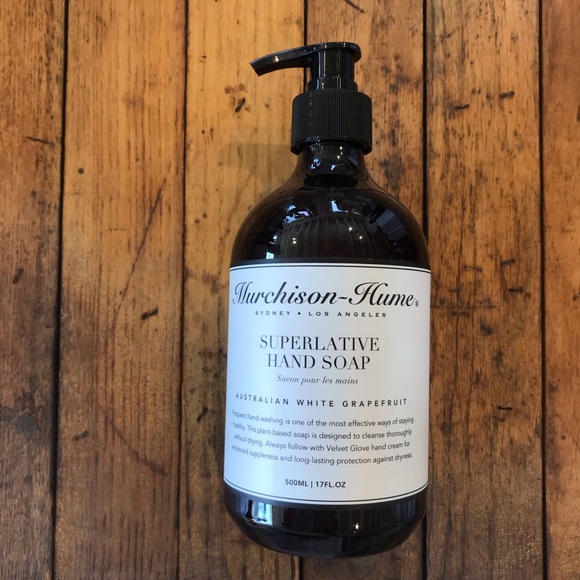 Murchison~Hume®
SYDNEY • LOS ANGELES
SUPERLATIVE
HAND SOAP
Savon pour les mains
AUSTRALIAN WHITE GRAPEFRUIT
Frequent hand washing is one of the most effective ways of staying
healthy. This plant-based soap is designed to cleanse thoroughly
without drying. Always follow with Velvet Glove hand cream for
enhanced suppleness and long-lasting protection against dryness.
500ML | 17FL.OZ